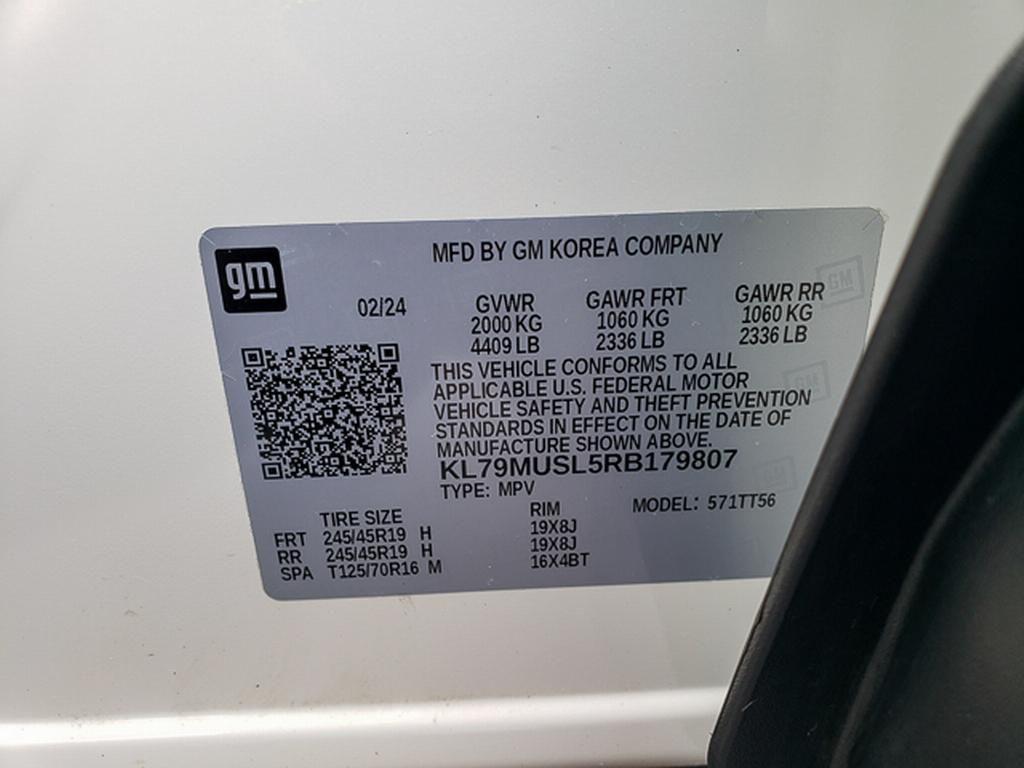 gm
MFD BY GM KOREA COMPANY
02/24
GVWR GAWR FRT GAWR RR
2000 KG 1060 KG 1060 KG
4409 LB 2336 LB 2336 LB
THIS VEHICLE CONFORMS TO ALL
APPLICABLE U.S. FEDERAL MOTOR
VEHICLE SAFETY AND THEFT PREVENTION
STANDARDS IN EFFECT ON THE DATE OF
MANUFACTURE SHOWN ABOVE.
KL79MUSL5RB179807
TYPE: MPV MODEL: 571TT56
TIRE SIZE RIM
FRT 245/45R19 H 19X8J
RR 245/45R19 H 19X8J
SPA T125/70R16 M 16X4BT
GM
GM
GM